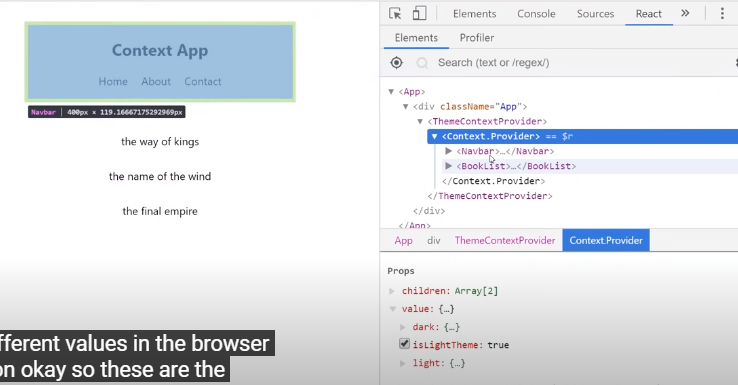 Context App
Home About Contact
Navbar | 400px × 119.16667175292969px
the way of kings
the name of the wind
the final empire
fferent values in the browser
on okay so these are the
Elements Console Sources React »
Elements Profiler
Search (text or /regex/)
▼ <App>
▼ <div className="App">
▼ <ThemeContextProvider>
▼ <Context.Provider> == $r
▶ <Navbar>…</Navbar>
▶ <BookList>…</BookList>
</Context.Provider>
</ThemeContextProvider>
</div>
</App>
App div ThemeContextProvider Context.Provider
Props
children: Array[2]
value: {…}
dark: {…}
isLightTheme: true
light: {…}